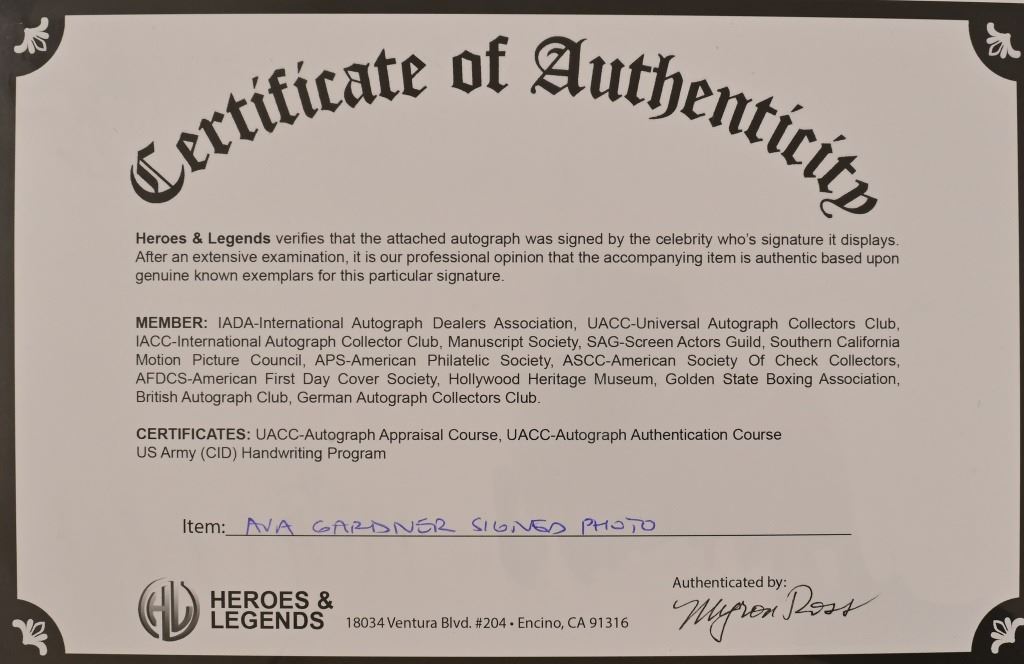 Certificate of Authenticity
Heroes & Legends verifies that the attached autograph was signed by the celebrity who's signature it displays.
After an extensive examination, it is our professional opinion that the accompanying item is authentic based upon
genuine known exemplars for this particular signature.
MEMBER: IADA-International Autograph Dealers Association, UACC-Universal Autograph Collectors Club,
IACC-International Autograph Collector Club, Manuscript Society, SAG-Screen Actors Guild, Southern California
Motion Picture Council, APS-American Philatelic Society, ASCC-American Society Of Check Collectors,
AFDCS-American First Day Cover Society, Hollywood Heritage Museum, Golden State Boxing Association,
British Autograph Club, German Autograph Collectors Club.
CERTIFICATES: UACC-Autograph Appraisal Course, UACC-Autograph Authentication Course
US Army (CID) Handwriting Program
Item: AVA GARDNER SIGNED PHOTO
HL HEROES &
LEGENDS 18034 Ventura Blvd. #204 • Encino, CA 91316
Authenticated by:
Myron Ross